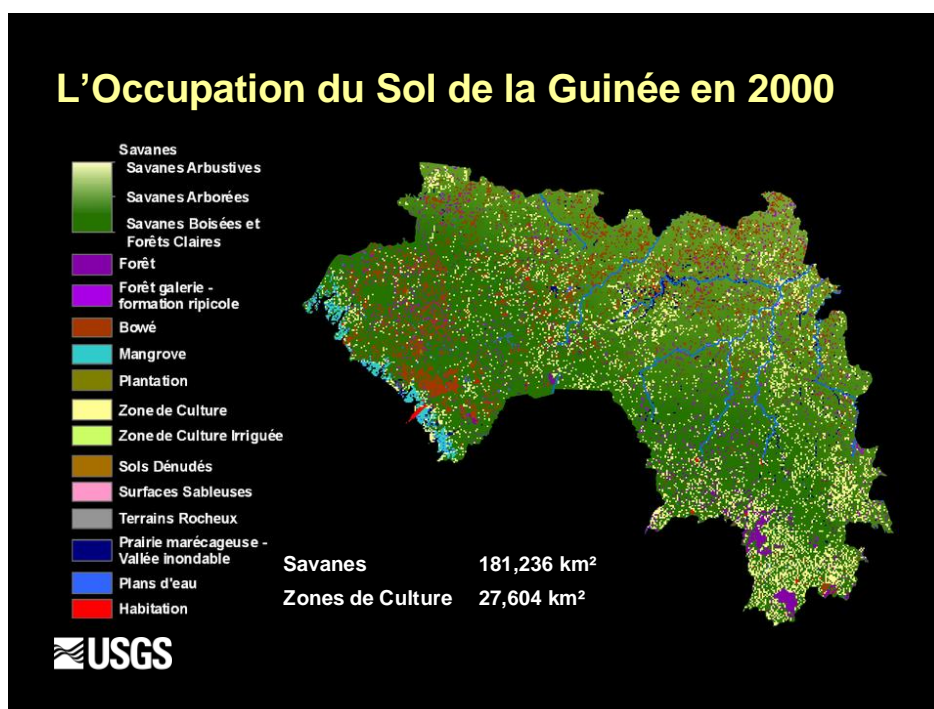 L’Occupation du Sol de la Guinée en 2000
Savanes
Savanes Arbustives
Savanes Arborées
Savanes Boisées et
Forêts Claires
Forêt
Forêt galerie -
formation ripicole
Bowé
Mangrove
Plantation
Zone de Culture
Zone de Culture Irriguée
Sols Dénudés
Surfaces Sableuses
Terrains Rocheux
Prairie marécageuse -
Vallée inondable
Plans d'eau
Habitation
Savanes 181,236 km²
Zones de Culture 27,604 km²
USGS